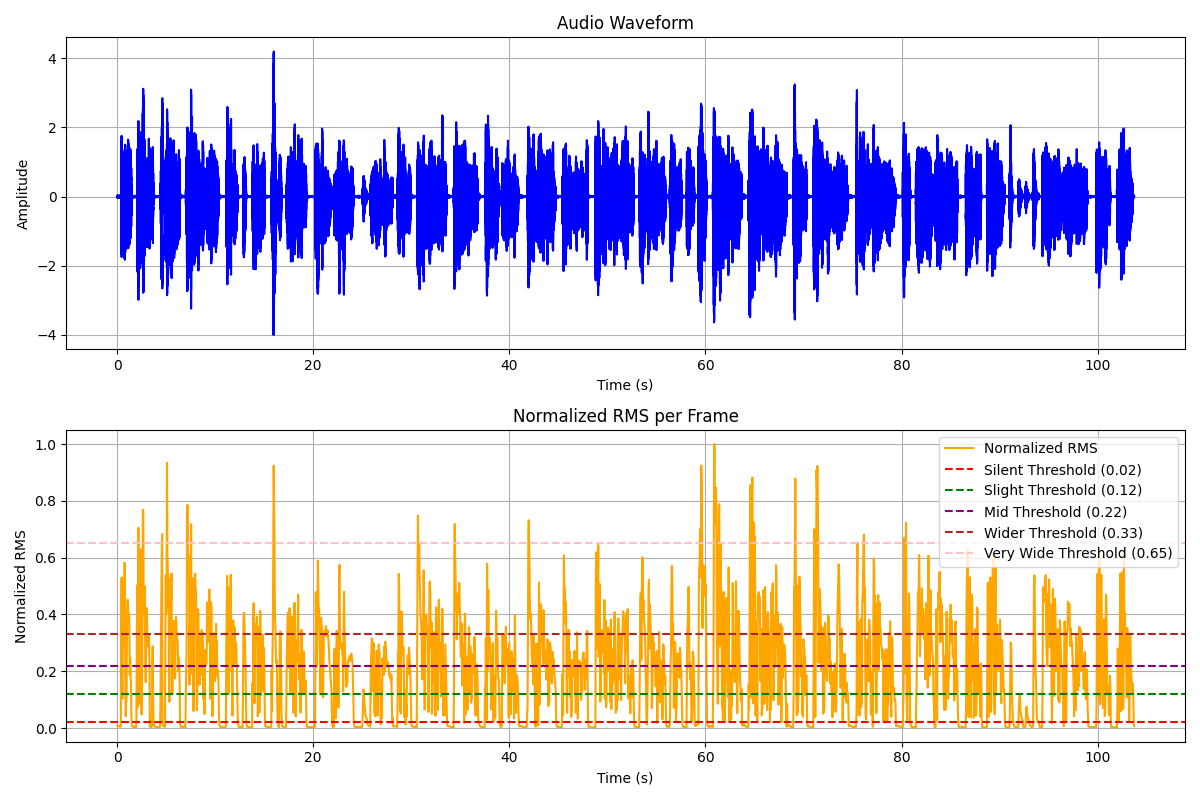 Audio Waveform
4
2
0
−2
−4
Amplitude
0 20 40 60 80 100
Time (s)
Normalized RMS per Frame
1.0
0.8
0.6
0.4
0.2
0.0
Normalized RMS
Normalized RMS
Silent Threshold (0.02)
Slight Threshold (0.12)
Mid Threshold (0.22)
Wider Threshold (0.33)
Very Wide Threshold (0.65)
0 20 40 60 80 100
Time (s)